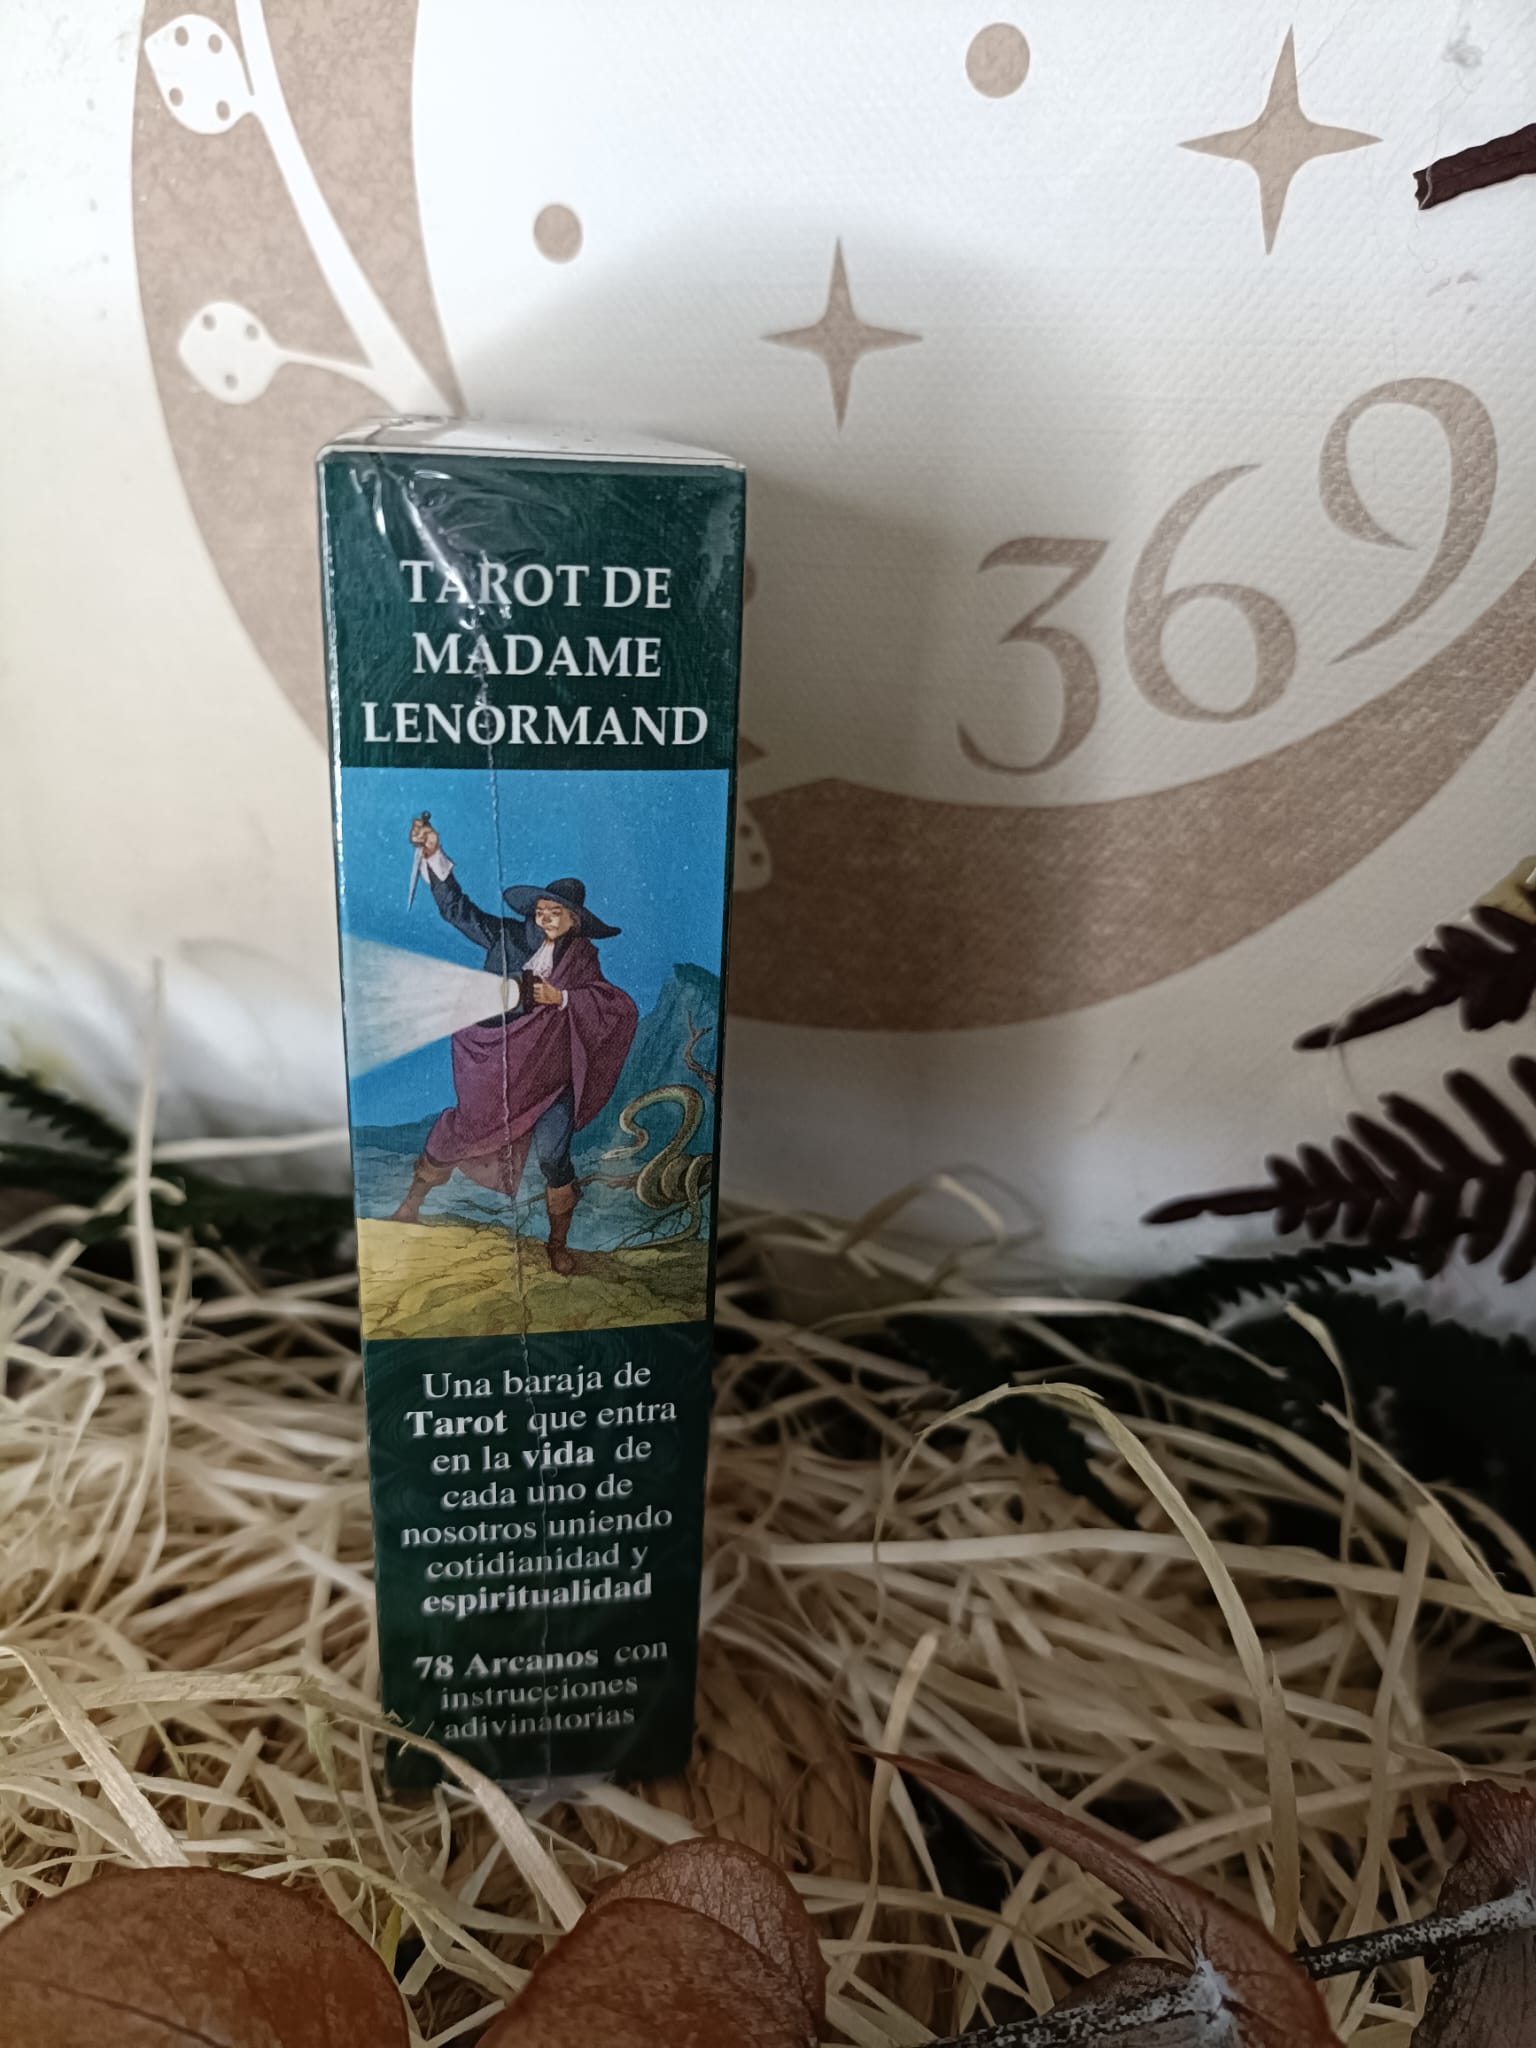 369
TAROT DE
MADAME
LENORMAND
Una baraja de
Tarot que entra
en la vida de
cada uno de
nosotros uniendo
cotidianidad y
espiritualidad
78 Arcanos con
instrucciones
adivinatorias